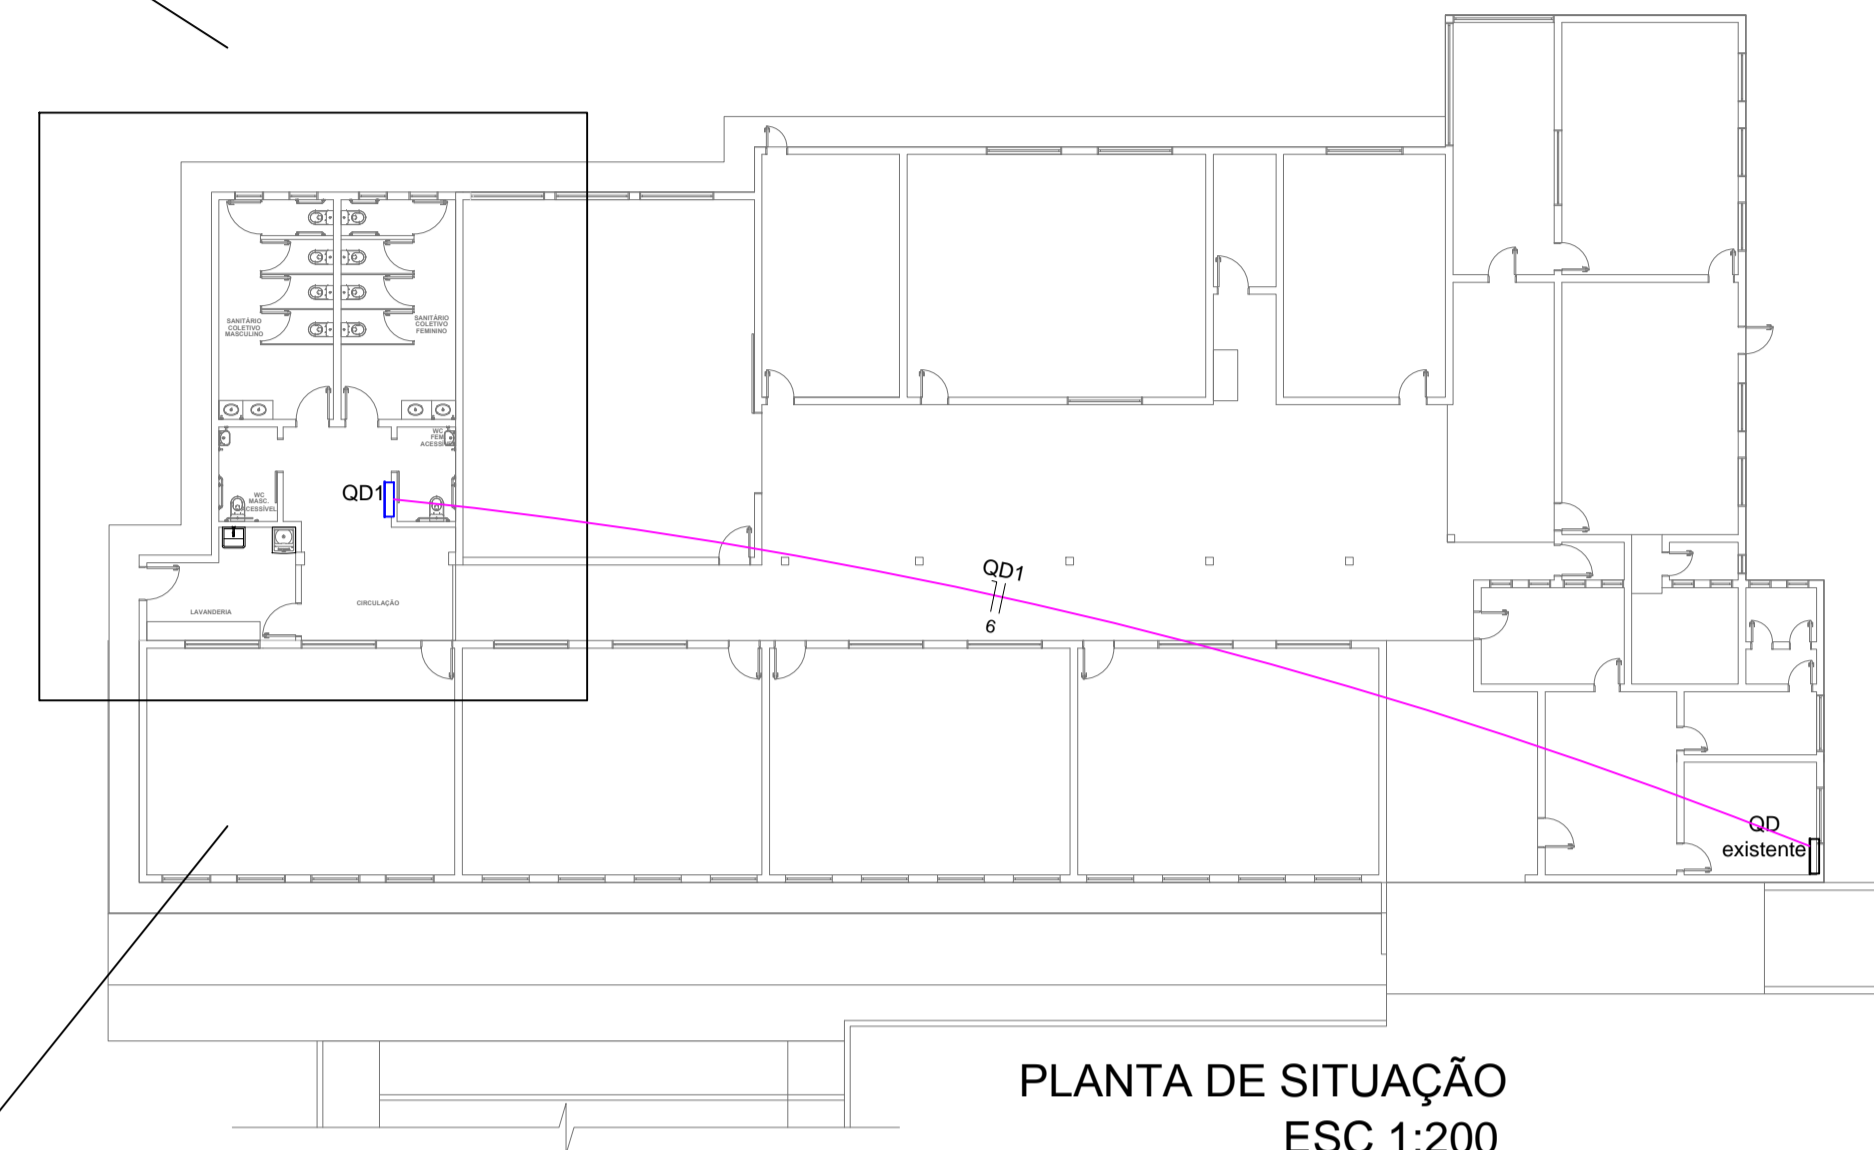 SANITÁRIO
COLETIVO
MASCULINO
SANITÁRIO
COLETIVO
FEMININO
WC
FEM
ACESSÍVEL
WC
MASC.
CESSÍVEL
QD1
QD1
6
LAVANDERIA
CIRCULAÇÃO
QD
existente
PLANTA DE SITUAÇÃO
ESC 1:200